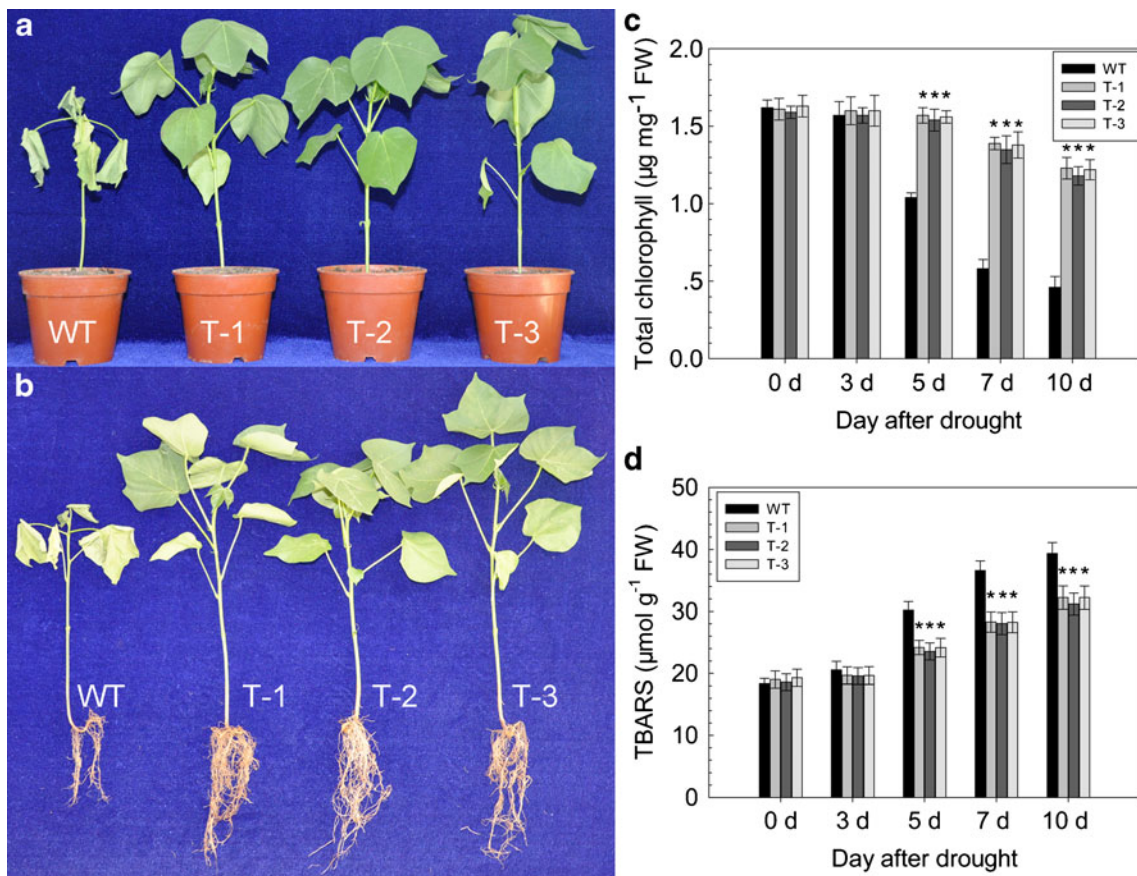 a
WT T-1 T-2 T-3
b
WT T-1 T-2 T-3
c
Total chlorophyll (µg mg⁻¹ FW)
2.0
1.5
1.0
.5
0.0
WT
T-1
T-2
T-3
*** *** ***
0 d 3 d 5 d 7 d 10 d
Day after drought
d
TBARS (µmol g⁻¹ FW)
50
40
30
20
10
0
WT
T-1
T-2
T-3
*** *** ***
0 d 3 d 5 d 7 d 10 d
Day after drought